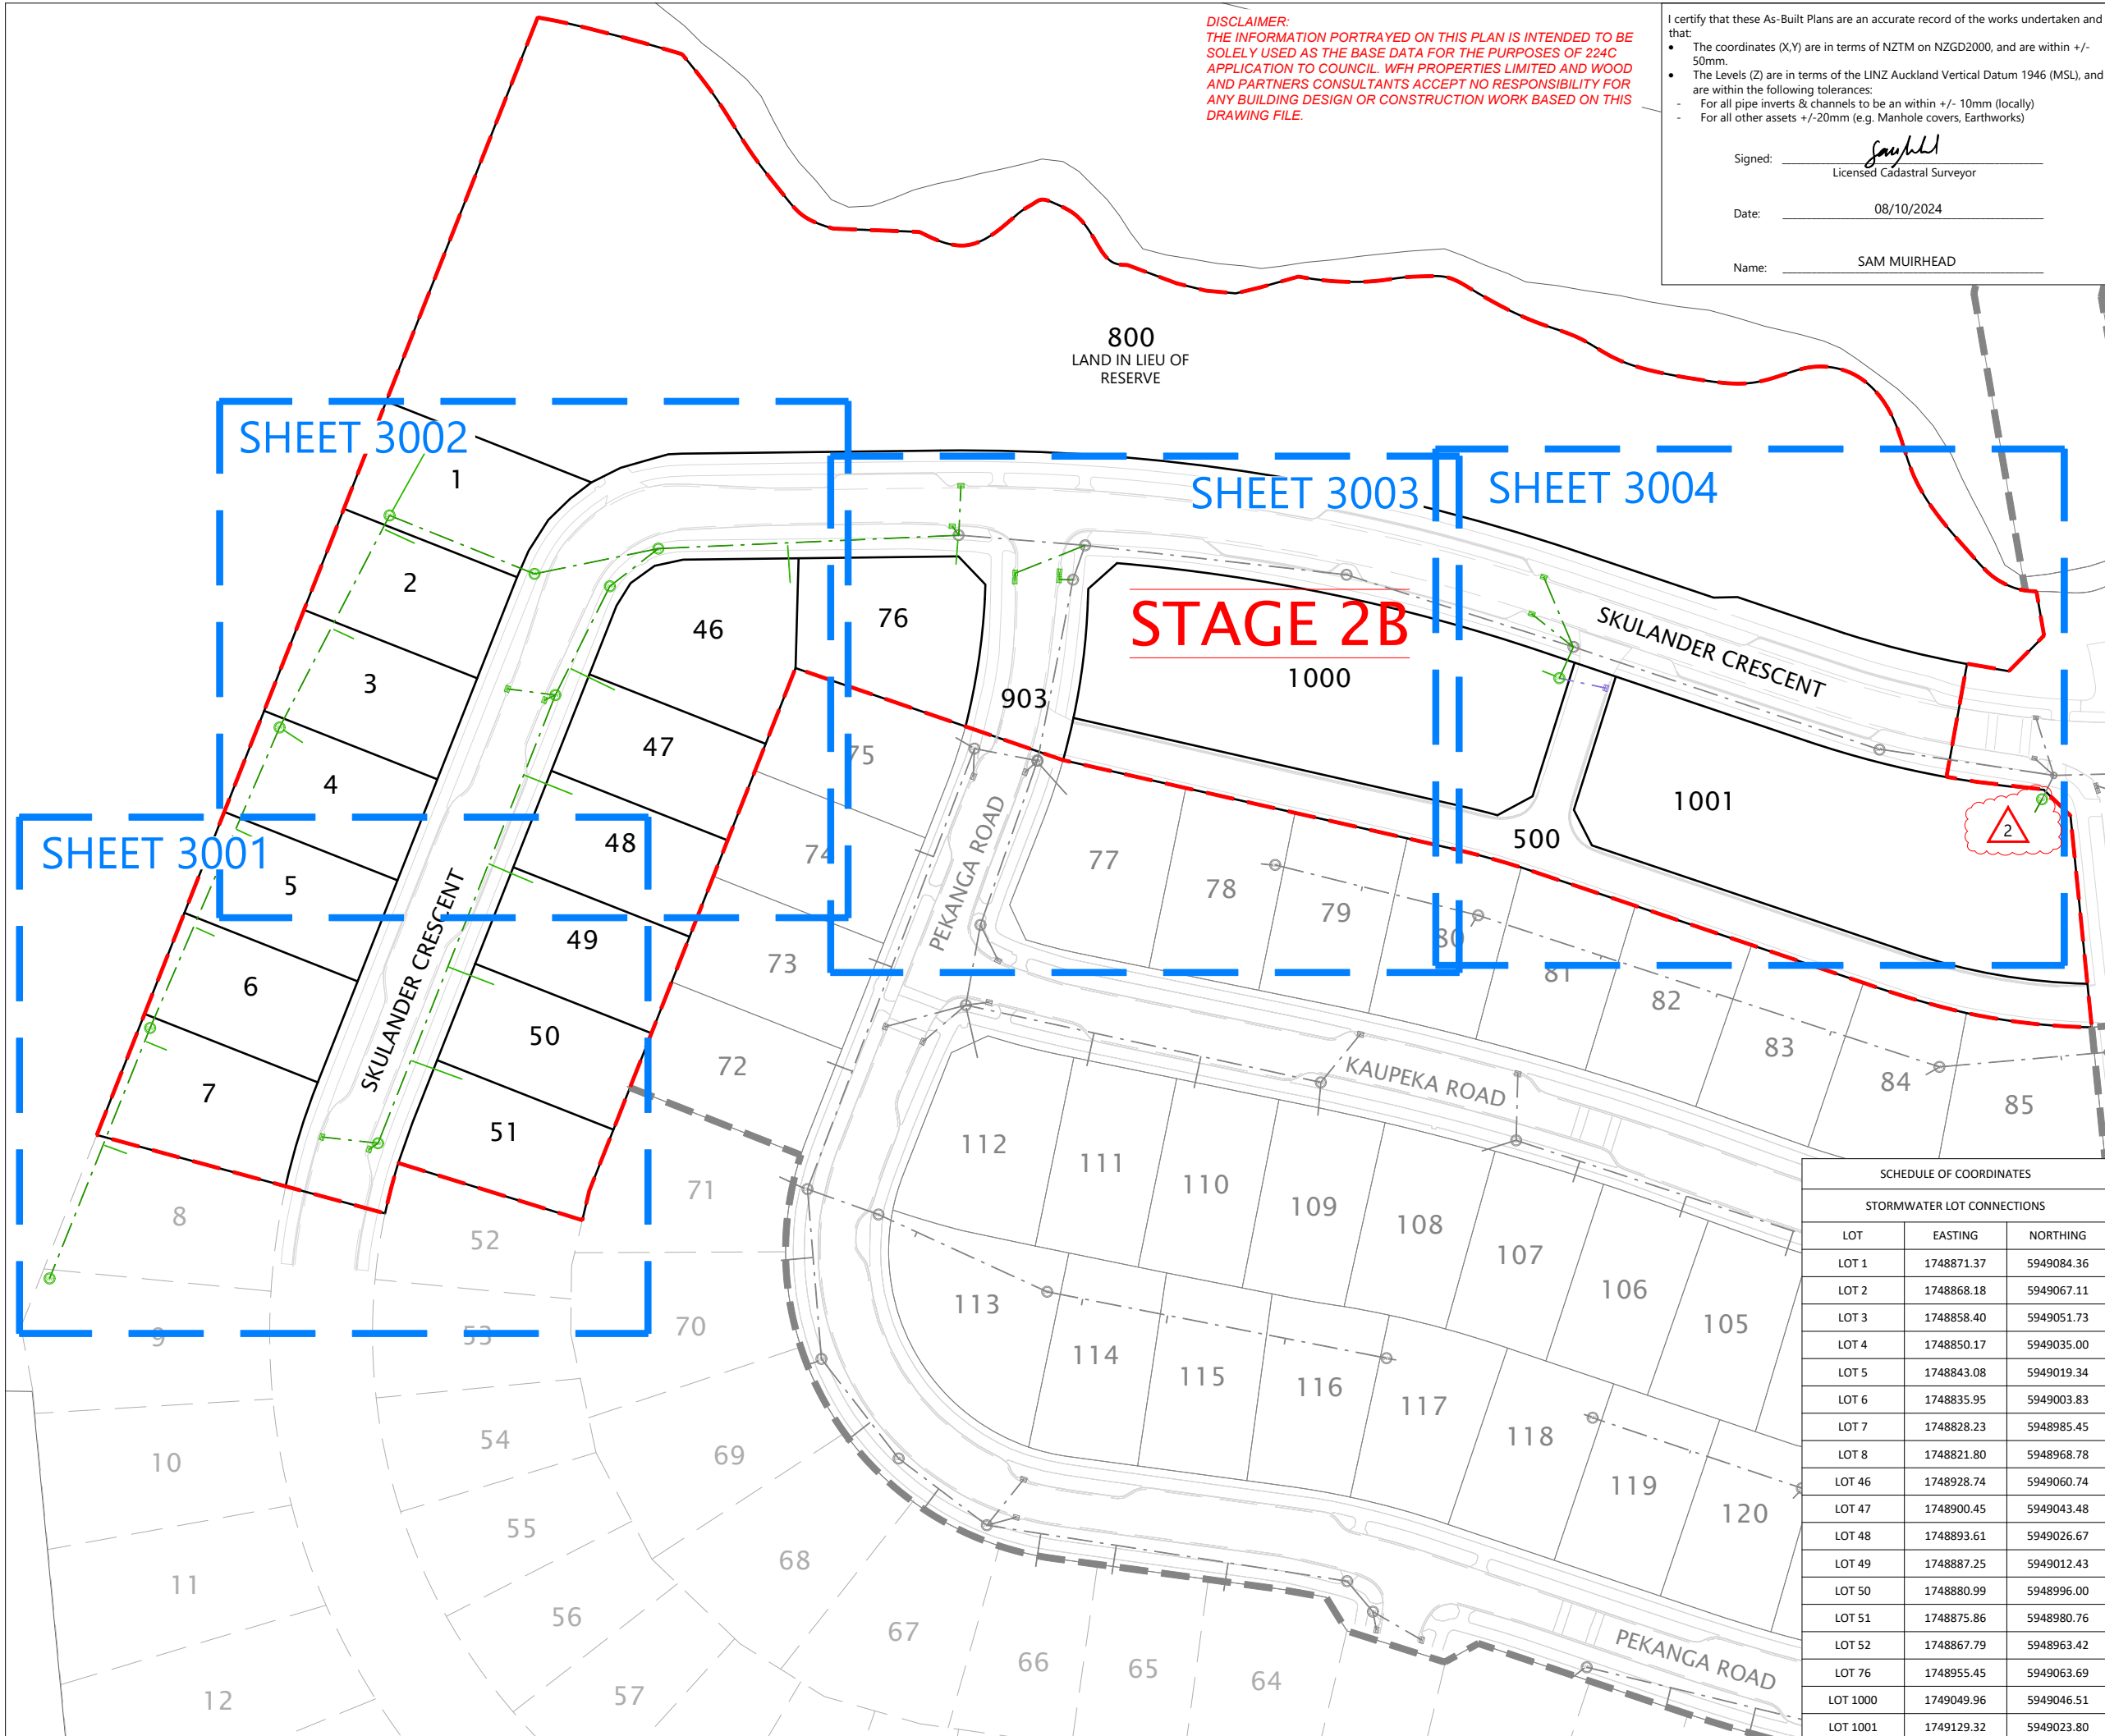 DISCLAIMER:
THE INFORMATION PORTRAYED ON THIS PLAN IS INTENDED TO BE
SOLELY USED AS THE BASE DATA FOR THE PURPOSES OF 224C
APPLICATION TO COUNCIL. WFH PROPERTIES LIMITED AND WOOD
AND PARTNERS CONSULTANTS ACCEPT NO RESPONSIBILITY FOR
ANY BUILDING DESIGN OR CONSTRUCTION WORK BASED ON THIS
DRAWING FILE.
I certify that these As-Built Plans are an accurate record of the works undertaken and
that:
• The coordinates (X,Y) are in terms of NZTM on NZGD2000, and are within +/-
50mm.
• The Levels (Z) are in terms of the LINZ Auckland Vertical Datum 1946 (MSL), and
are within the following tolerances:
- For all pipe inverts & channels to be an within +/- 10mm (locally)
- For all other assets +/-20mm (e.g. Manhole covers, Earthworks)
Signed:
Licensed Cadastral Surveyor
Date: 08/10/2024
Name: SAM MUIRHEAD
800
LAND IN LIEU OF
RESERVE
SHEET 3002
SHEET 3003
SHEET 3004
SHEET 3001
STAGE 2B
1
2
3
4
5
6
7
46
47
48
49
50
51
76
903
1000
1001
500
2
SKULANDER CRESCENT
SKULANDER CRESCENT
PEKANGA ROAD
KAUPEKA ROAD
PEKANGA ROAD
75
74
73
72
71
70
69
68
67
66
65
64
77
78
79
80
81
82
83
84
85
112
111
110
109
108
107
106
105
113
114
115
116
117
118
119
120
8
9
10
11
12
52
53
54
55
56
57
SCHEDULE OF COORDINATES
STORMWATER LOT CONNECTIONS
LOT EASTING NORTHING
LOT 1 1748871.37 5949084.36
LOT 2 1748868.18 5949067.11
LOT 3 1748858.40 5949051.73
LOT 4 1748850.17 5949035.00
LOT 5 1748843.08 5949019.34
LOT 6 1748835.95 5949003.83
LOT 7 1748828.23 5948985.45
LOT 8 1748821.80 5948968.78
LOT 46 1748928.74 5949060.74
LOT 47 1748900.45 5949043.48
LOT 48 1748893.61 5949026.67
LOT 49 1748887.25 5949012.43
LOT 50 1748880.99 5948996.00
LOT 51 1748875.86 5948980.76
LOT 52 1748867.79 5948963.42
LOT 76 1748955.45 5949063.69
LOT 1000 1749049.96 5949046.51
LOT 1001 1749129.32 5949023.80